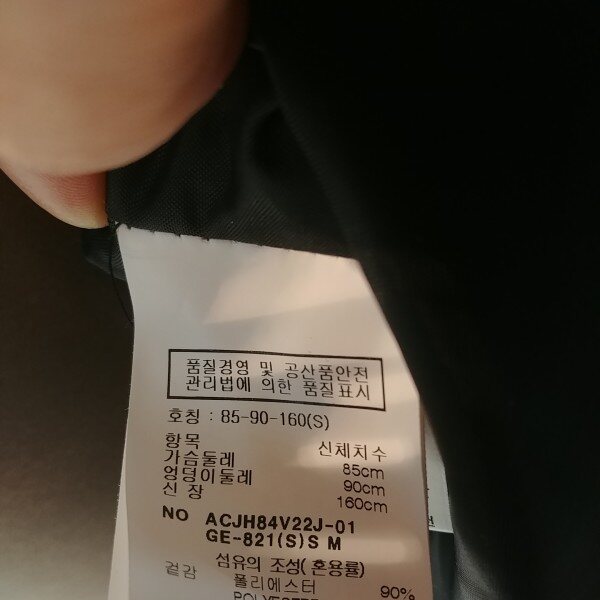 품질경영 및 공산품안전
관리법에 의한 품질표시
호칭 : 85-90-160(S)
항목 신체치수
가슴둘레 85cm
엉덩이둘레 90cm
신 장 160cm
NO ACJH84V22J-01
GE-821(S)S M
섬유의 조성(혼용률)
겉감 폴리에스터 90%